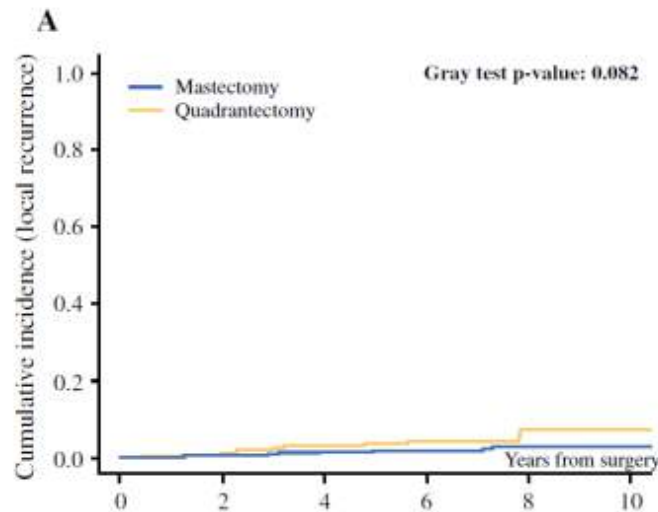 A
Gray test p-value: 0.082
Mastectomy
Quadrantectomy
Cumulative incidence (local recurrence)
1.0
0.8
0.6
0.4
0.2
0.0
Years from surgery
0 2 4 6 8 10